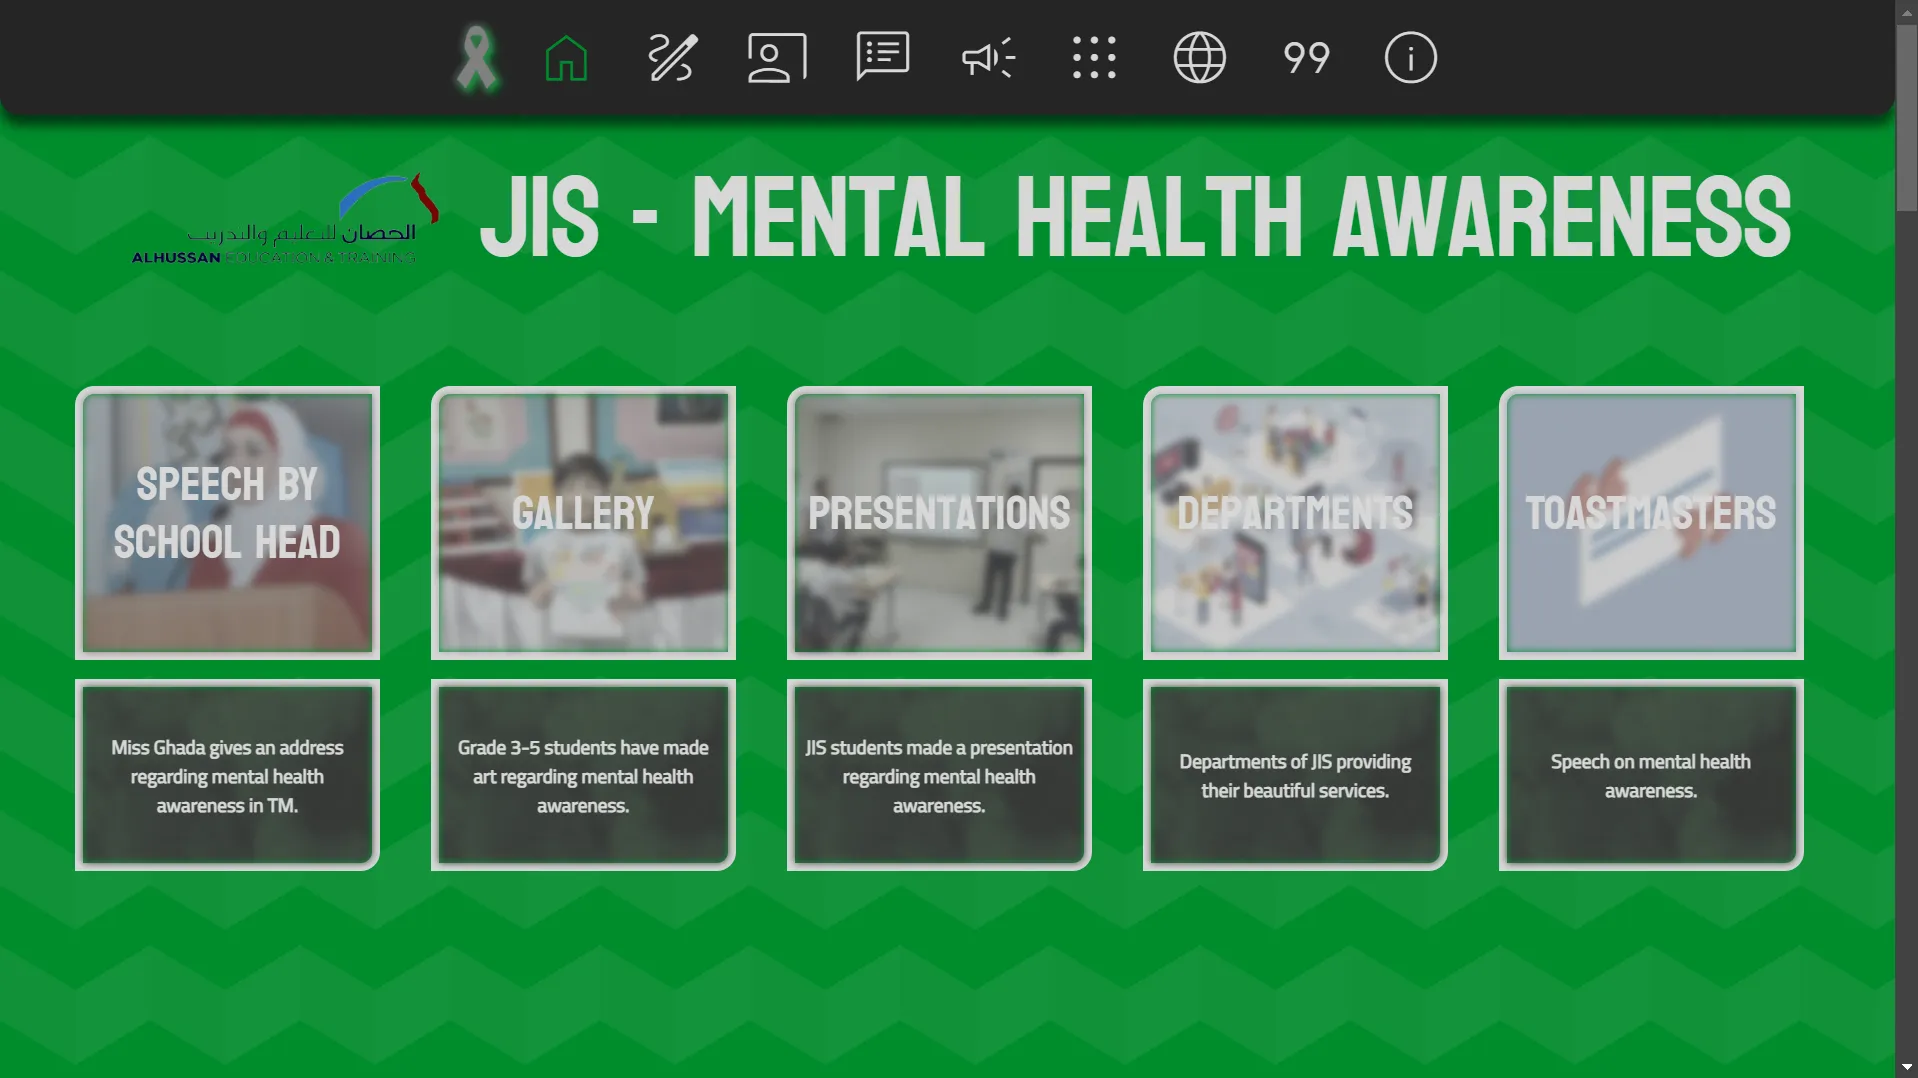 99
JIS - MENTAL HEALTH AWARENESS
الحصان للتعليم والتدريب
ALHUSSAN EDUCATION & TRAINING
SPEECH BY
SCHOOL HEAD
GALLERY
PRESENTATIONS
DEPARTMENTS
TOASTMASTERS
Miss Ghada gives an address
regarding mental health
awareness in TM.
Grade 3-5 students have made
art regarding mental health
awareness.
JIS students made a presentation
regarding mental health
awareness.
Departments of JIS providing
their beautiful services.
Speech on mental health
awareness.